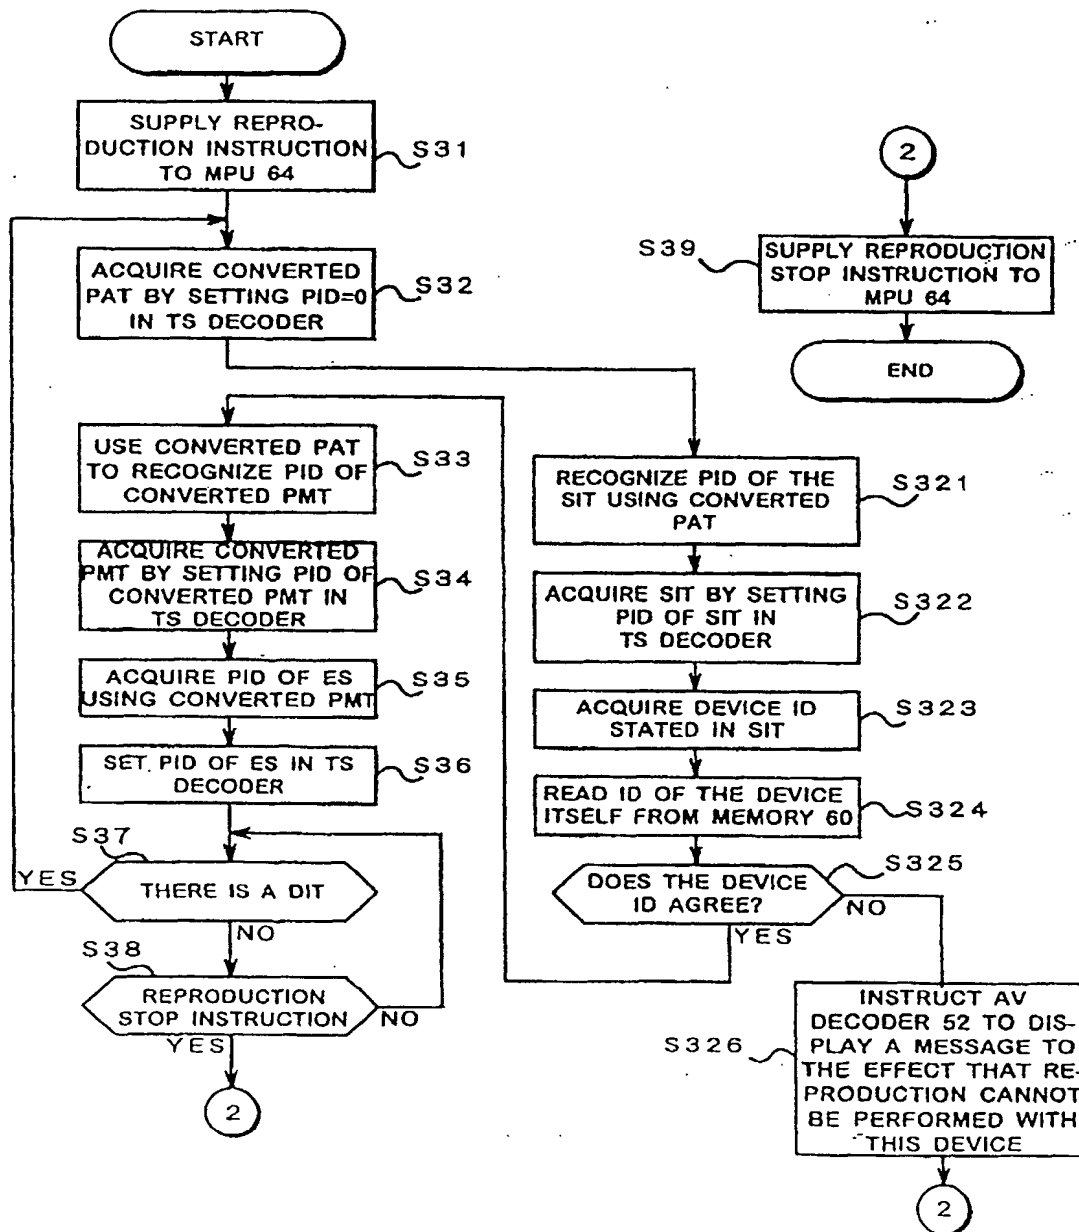 START
SUPPLY REPRO-
DUCTION INSTRUCTION
TO MPU 64
S31
ACQUIRE CONVERTED
PAT BY SETTING PID=0
IN TS DECODER
S32
USE CONVERTED PAT
TO RECOGNIZE PID OF
CONVERTED PMT
S33
ACQUIRE CONVERTED
PMT BY SETTING PID OF
CONVERTED PMT IN
TS DECODER
S34
ACQUIRE PID OF ES
USING CONVERTED PMT
S35
SET PID OF ES IN TS
DECODER
S36
S37
YES
THERE IS A DIT
NO
S38
REPRODUCTION
STOP INSTRUCTION
NO
YES
2
2
S39
SUPPLY REPRODUCTION
STOP INSTRUCTION TO
MPU 64
END
RECOGNIZE PID OF THE
SIT USING CONVERTED
PAT
S321
ACQUIRE SIT BY SETTING
PID OF SIT IN
TS DECODER
S322
ACQUIRE DEVICE ID
STATED IN SIT
S323
READ ID OF THE DEVICE
ITSELF FROM MEMORY 60
S324
S325
DOES THE DEVICE
ID AGREE?
NO
YES
S326
INSTRUCT AV
DECODER 52 TO DIS-
PLAY A MESSAGE TO
THE EFFECT THAT RE-
PRODUCTION CANNOT
BE PERFORMED WITH
THIS DEVICE
2